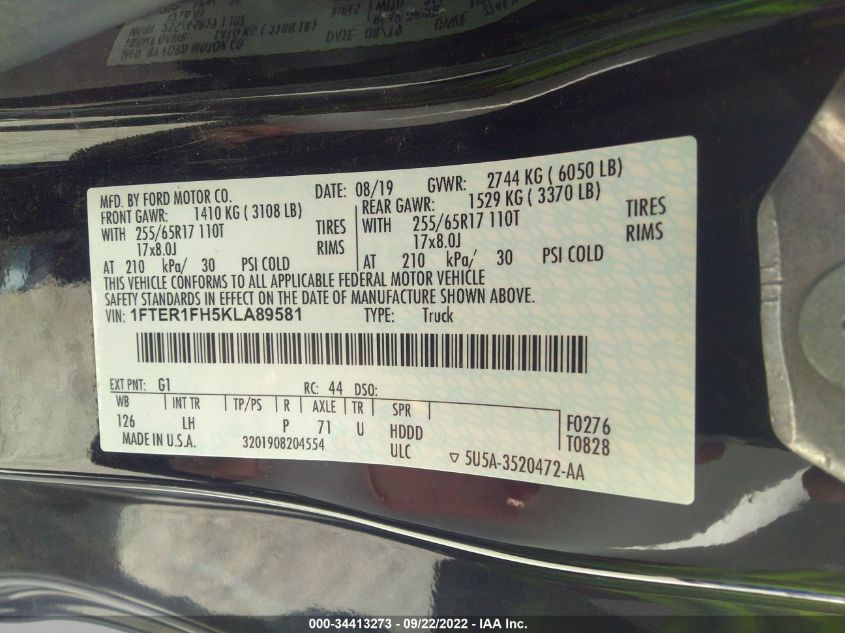 MFD. BY FORD MOTOR CO. DATE: 08/19 GVWR: 2744 KG ( 6050 LB)
FRONT GAWR: 1410 KG ( 3108 LB) REAR GAWR: 1529 KG ( 3370 LB)
WITH 255/65R17 110T TIRES WITH 255/65R17 110T TIRES
17x8.0J RIMS 17x8.0J RIMS
AT 210 kPa/ 30 PSI COLD AT 210 kPa/ 30 PSI COLD
THIS VEHICLE CONFORMS TO ALL APPLICABLE FEDERAL MOTOR VEHICLE
SAFETY STANDARDS IN EFFECT ON THE DATE OF MANUFACTURE SHOWN ABOVE.
VIN: 1FTER1FH5KLA89581 TYPE: Truck
EXT PNT: G1 RC: 44 DSO:
WB INT TR TP/PS R AXLE TR SPR
126 LH P 71 U HDDD F0276
MADE IN U.S.A. 3201908204554 ULC ▽ 5U5A-3520472-AA T0828
000-34413273 - 09/22/2022 - IAA Inc.